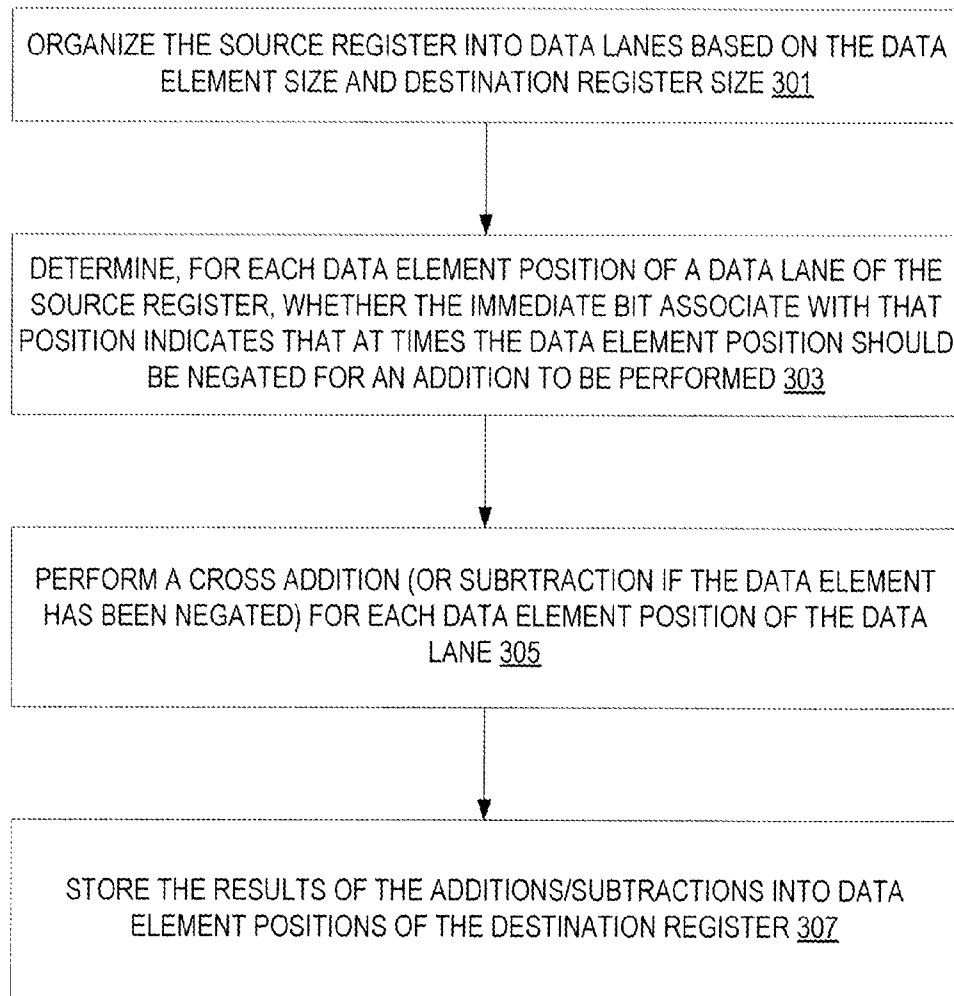 ORGANIZE THE SOURCE REGISTER INTO DATA LANES BASED ON THE DATA
ELEMENT SIZE AND DESTINATION REGISTER SIZE 301
DETERMINE, FOR EACH DATA ELEMENT POSITION OF A DATA LANE OF THE
SOURCE REGISTER, WHETHER THE IMMEDIATE BIT ASSOCIATE WITH THAT
POSITION INDICATES THAT AT TIMES THE DATA ELEMENT POSITION SHOULD
BE NEGATED FOR AN ADDITION TO BE PERFORMED 303
PERFORM A CROSS ADDITION (OR SUBRTRACTION IF THE DATA ELEMENT
HAS BEEN NEGATED) FOR EACH DATA ELEMENT POSITION OF THE DATA
LANE 305
STORE THE RESULTS OF THE ADDITIONS/SUBTRACTIONS INTO DATA
ELEMENT POSITIONS OF THE DESTINATION REGISTER 307